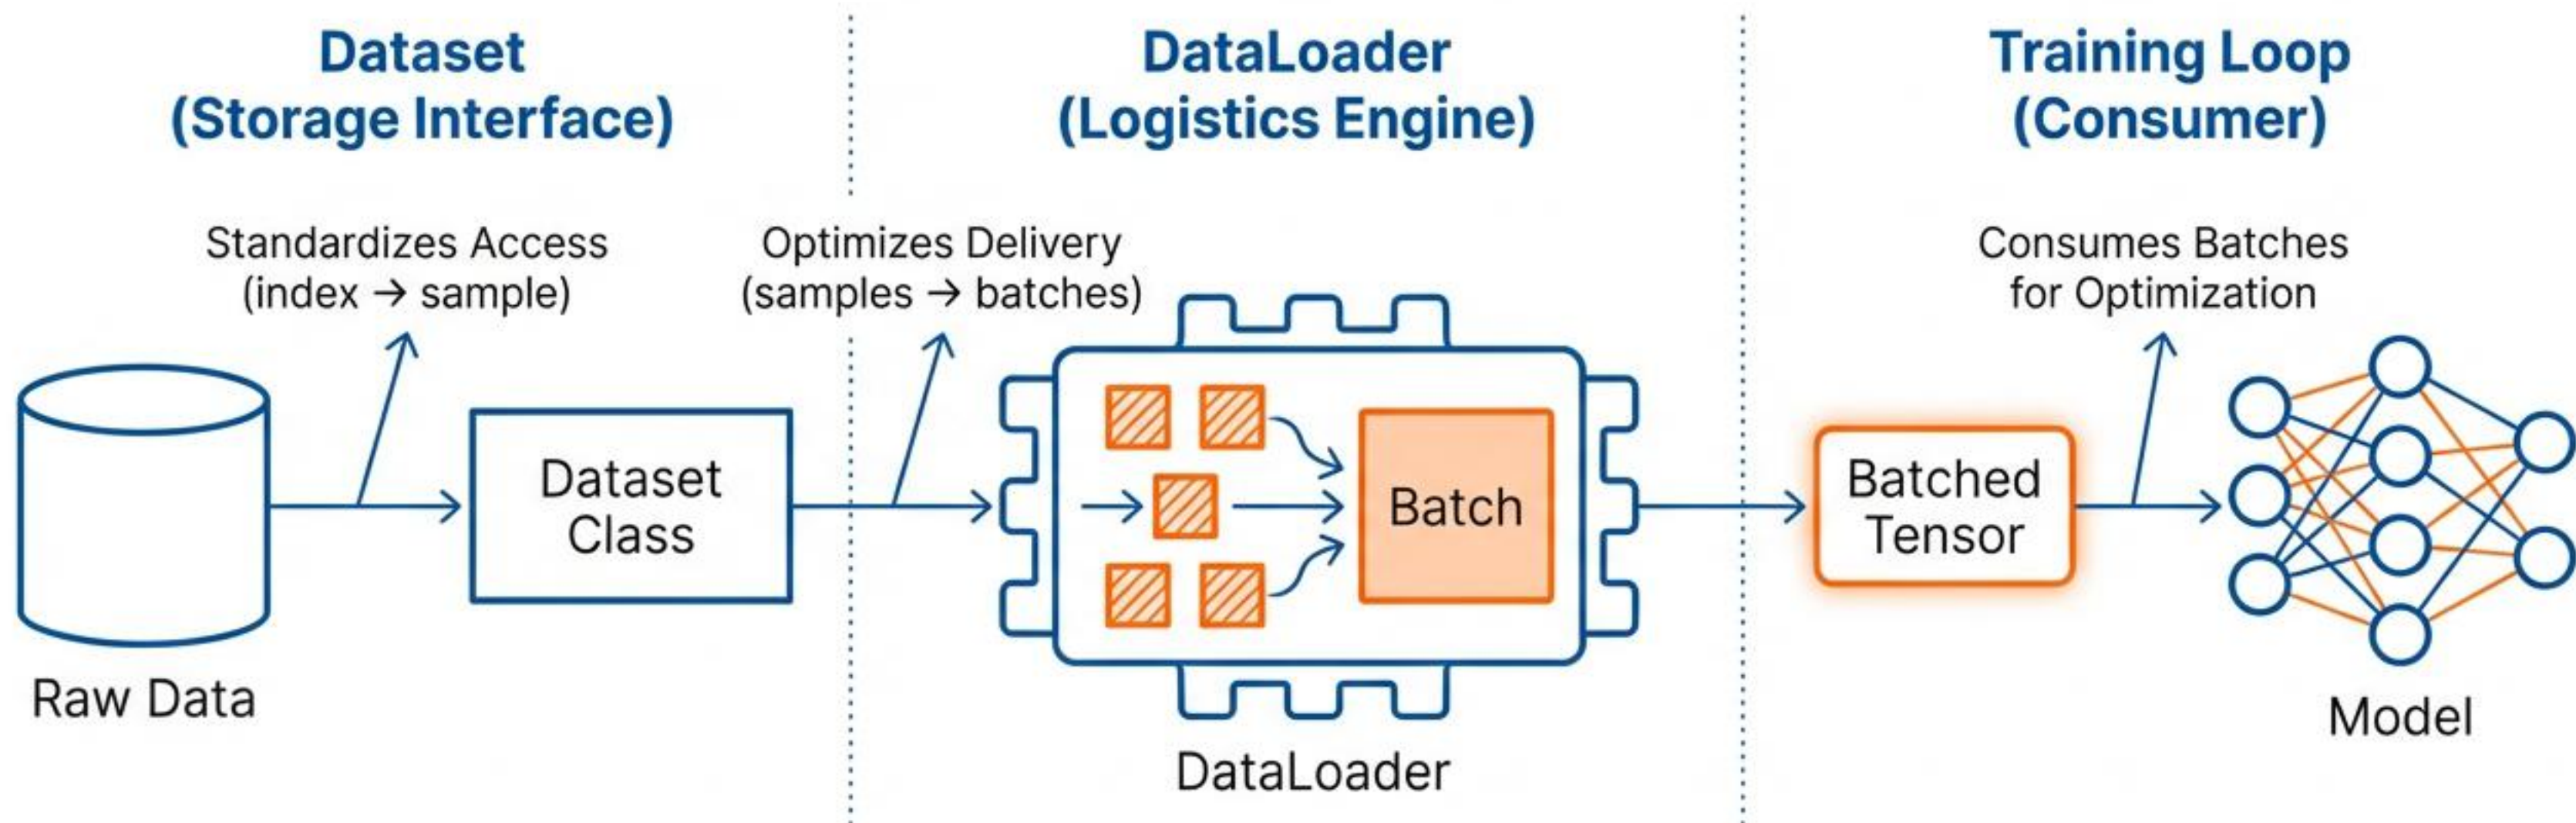 Dataset
(Storage Interface)
DataLoader
(Logistics Engine)
Training Loop
(Consumer)
Standardizes Access
(index → sample)
Optimizes Delivery
(samples → batches)
Consumes Batches
for Optimization
Raw Data
Dataset
Class
Batch
DataLoader
Batched
Tensor
Model